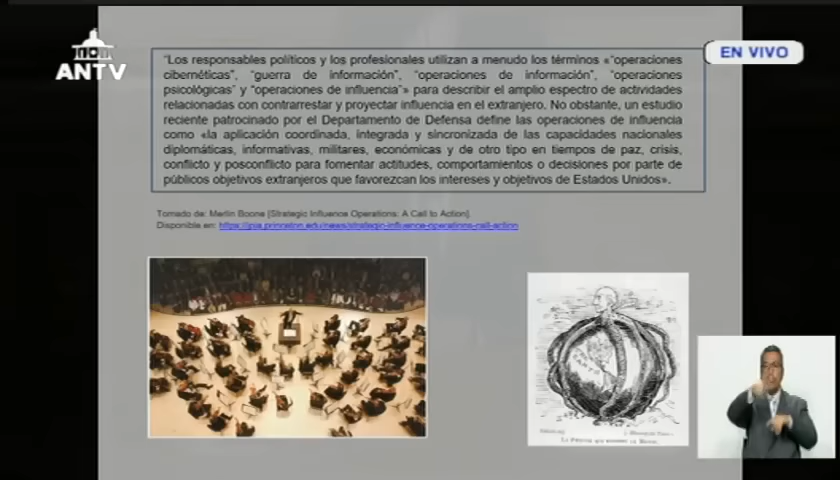 ANTV
EN VIVO
“Los responsables políticos y los profesionales utilizan a menudo los términos «“operaciones
cibernéticas”, “guerra de información”, “operaciones de información”, “operaciones
psicológicas” y “operaciones de influencia”» para describir el amplio espectro de actividades
relacionadas con contrarrestar y proyectar influencia en el extranjero. No obstante, un estudio
reciente patrocinado por el Departamento de Defensa define las operaciones de influencia
como «la aplicación coordinada, integrada y sincronizada de las capacidades nacionales
diplomáticas, informativas, militares, económicas y de otro tipo en tiempos de paz, crisis,
conflicto y posconflicto para fomentar actitudes, comportamientos o decisiones por parte de
públicos objetivos extranjeros que favorezcan los intereses y objetivos de Estados Unidos».
Tomado de: Merlin Boone [Strategic Influence Operations: A Call to Action].
Disponible en: https://jpia.princeton.edu/news/strategic-influence-operations-call-action